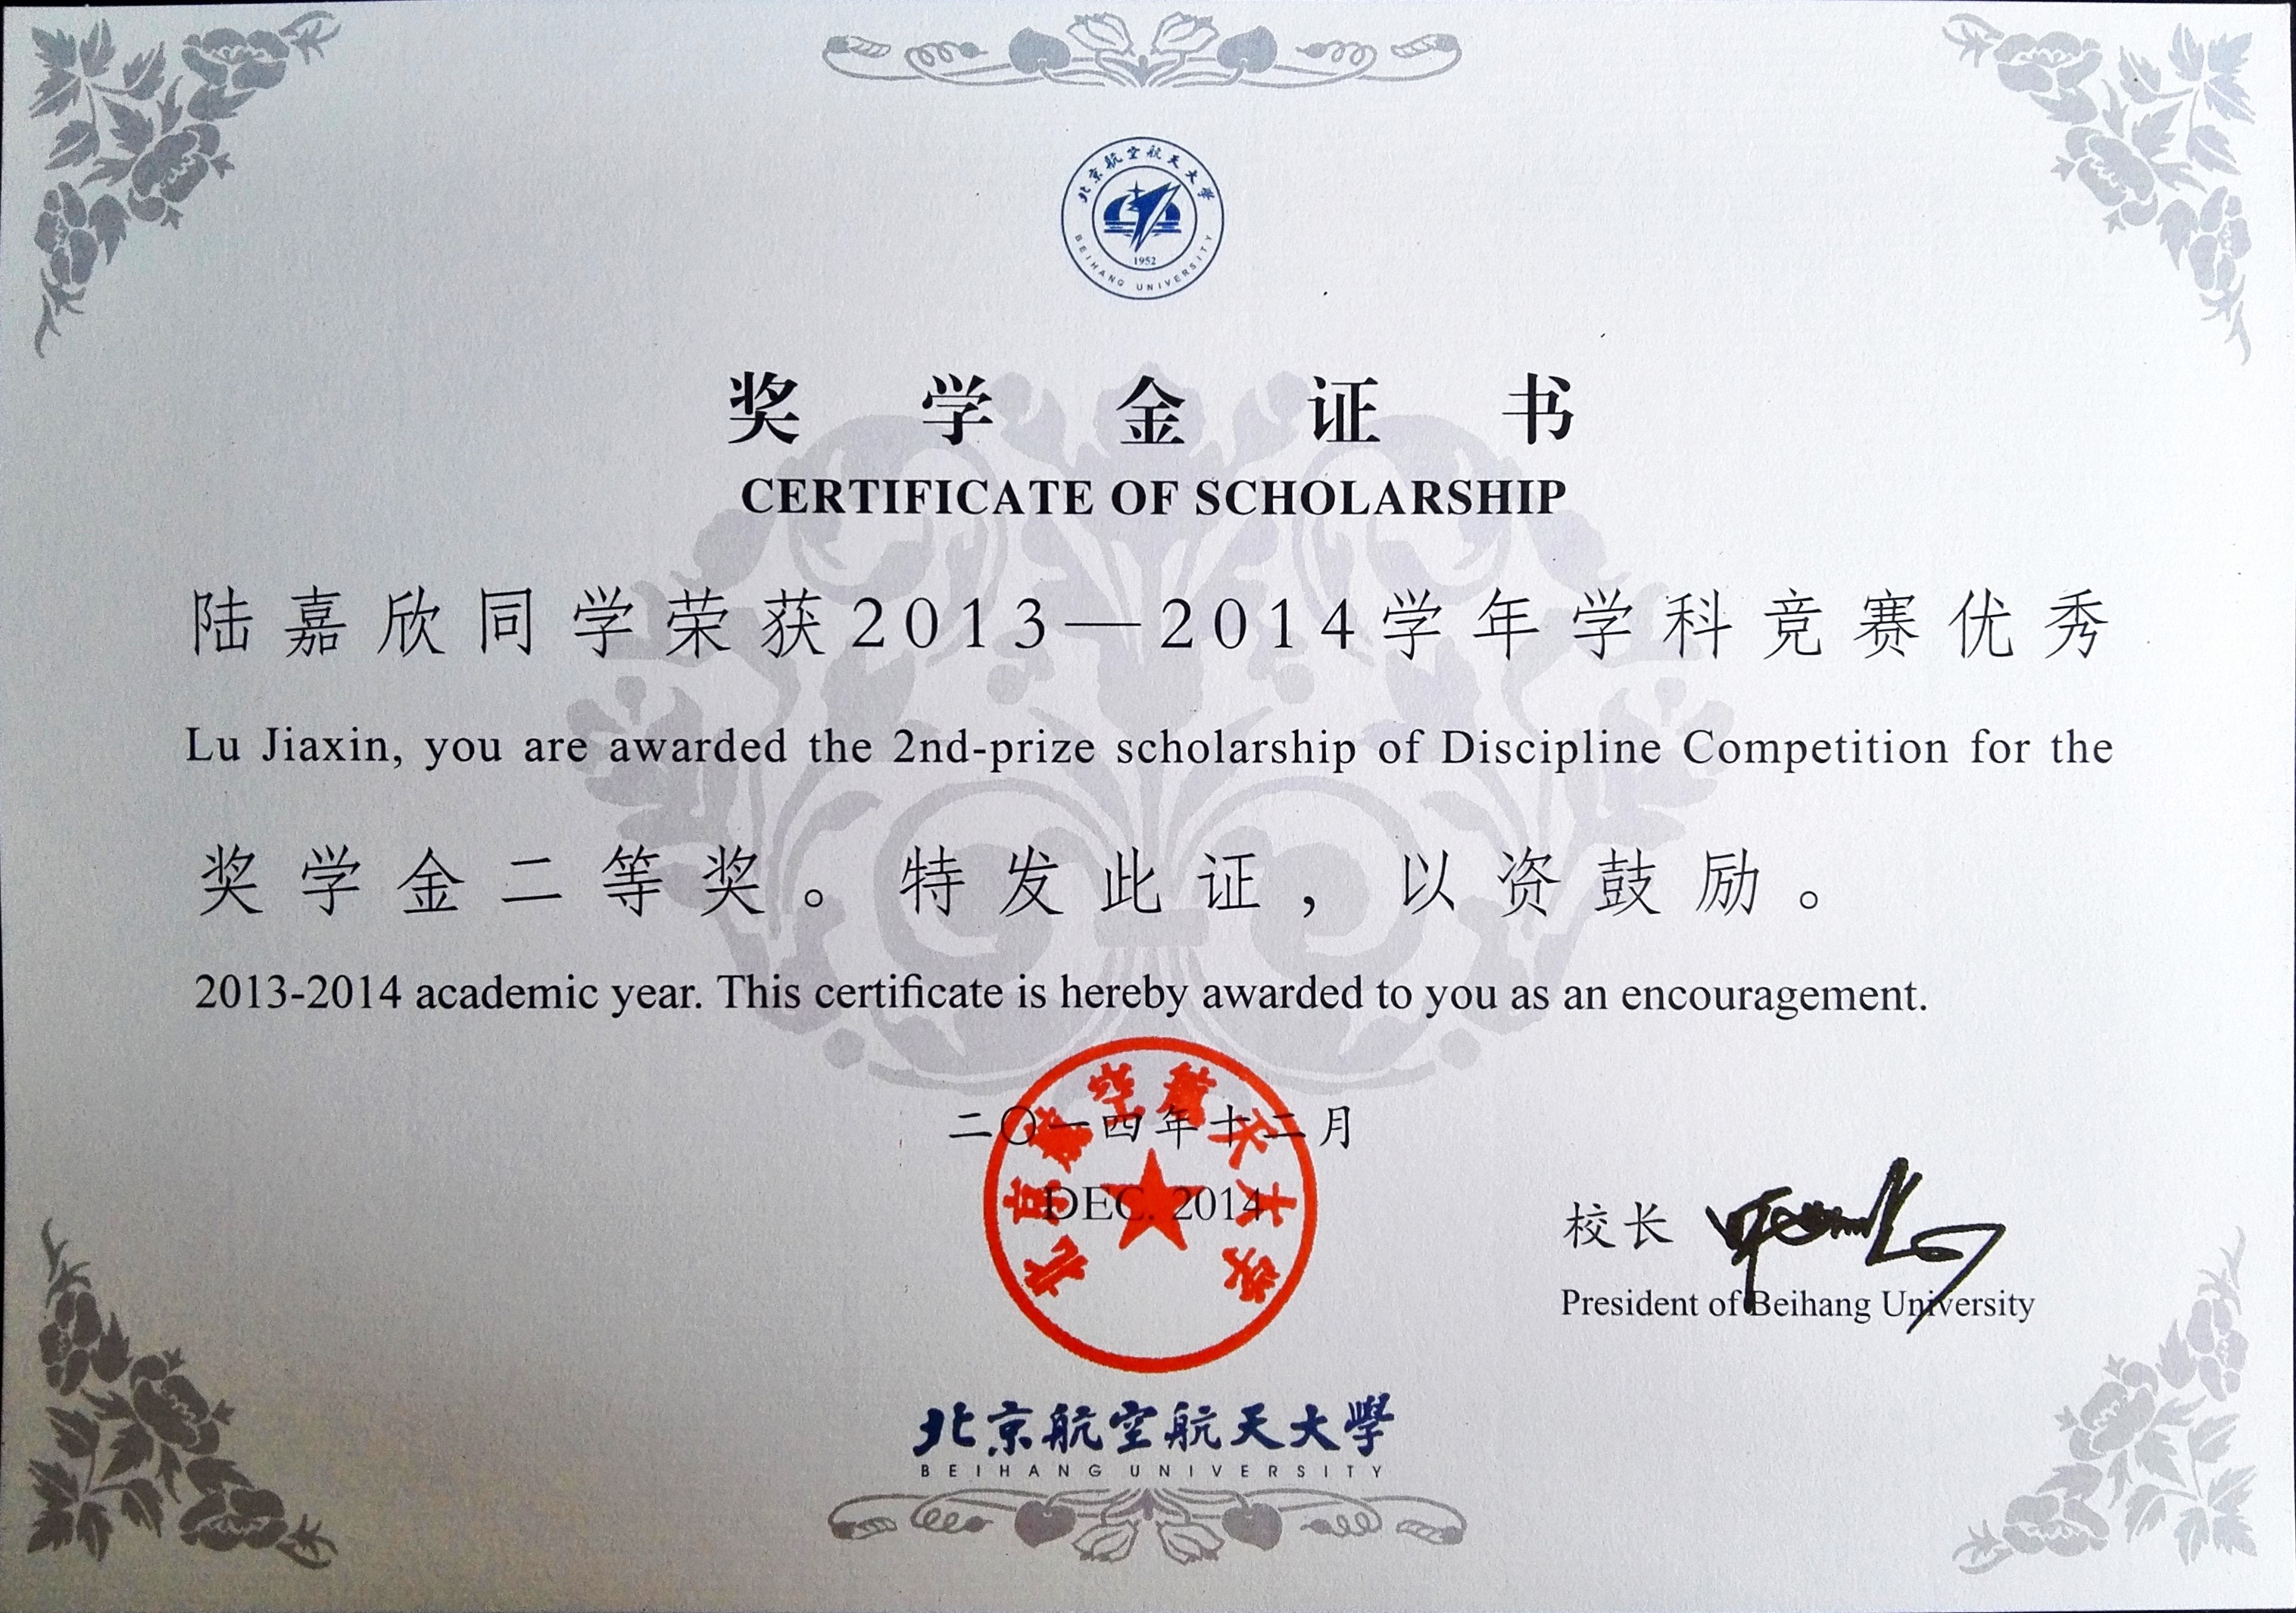 北京航空航天大学
1952
BEIHANG UNIVERSITY
奖学金证书
CERTIFICATE OF SCHOLARSHIP
陆嘉欣同学荣获2013—2014学年学科竞赛优秀
Lu Jiaxin, you are awarded the 2nd-prize scholarship of Discipline Competition for the
奖学金二等奖。特发此证，以资鼓励。
2013-2014 academic year. This certificate is hereby awarded to you as an encouragement.
二〇一四年十二月
DEC. 2014
北京航空航天大学
校长
President of Beihang University
北京航空航天大學
BEIHANG UNIVERSITY